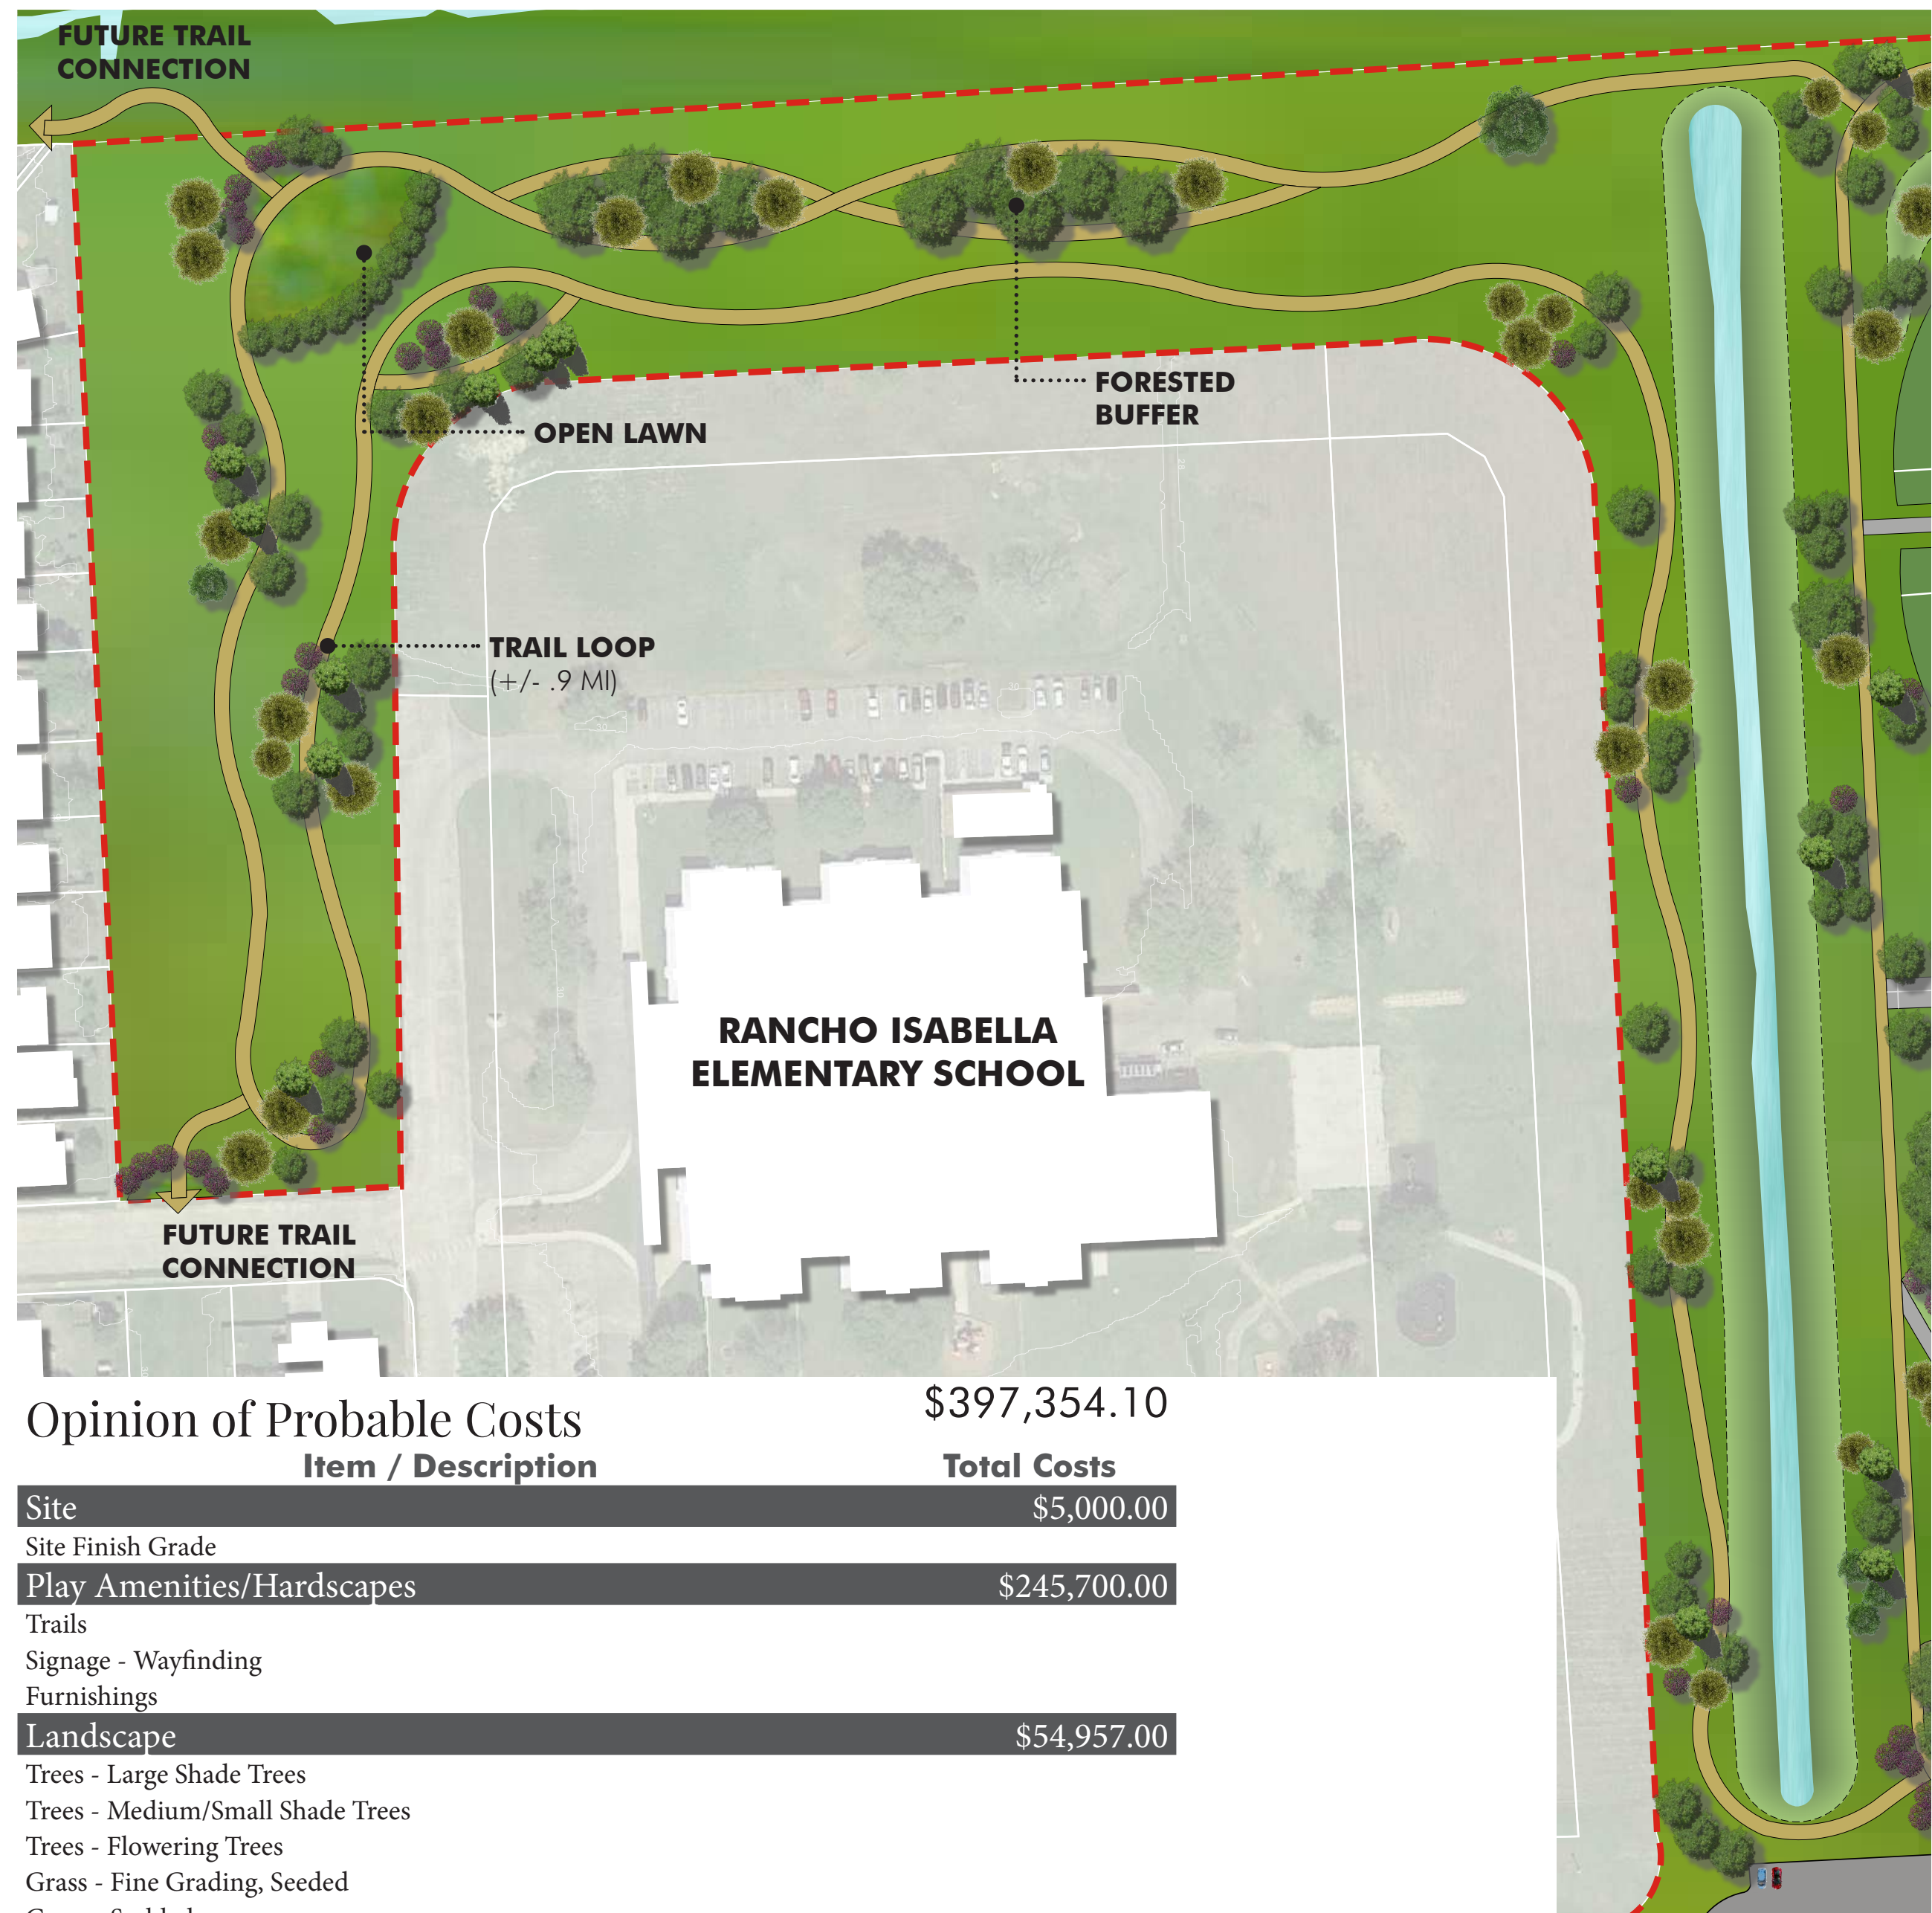 FUTURE TRAIL
CONNECTION
FORESTED
BUFFER
OPEN LAWN
TRAIL LOOP
(+/- .9 MI)
RANCHO ISABELLA
ELEMENTARY SCHOOL
FUTURE TRAIL
CONNECTION
Opinion of Probable Costs $397,354.10
Item / Description Total Costs
Site $5,000.00
Site Finish Grade
Play Amenities/Hardscapes $245,700.00
Trails
Signage - Wayfinding
Furnishings
Landscape $54,957.00
Trees - Large Shade Trees
Trees - Medium/Small Shade Trees
Trees - Flowering Trees
Grass - Fine Grading, Seeded